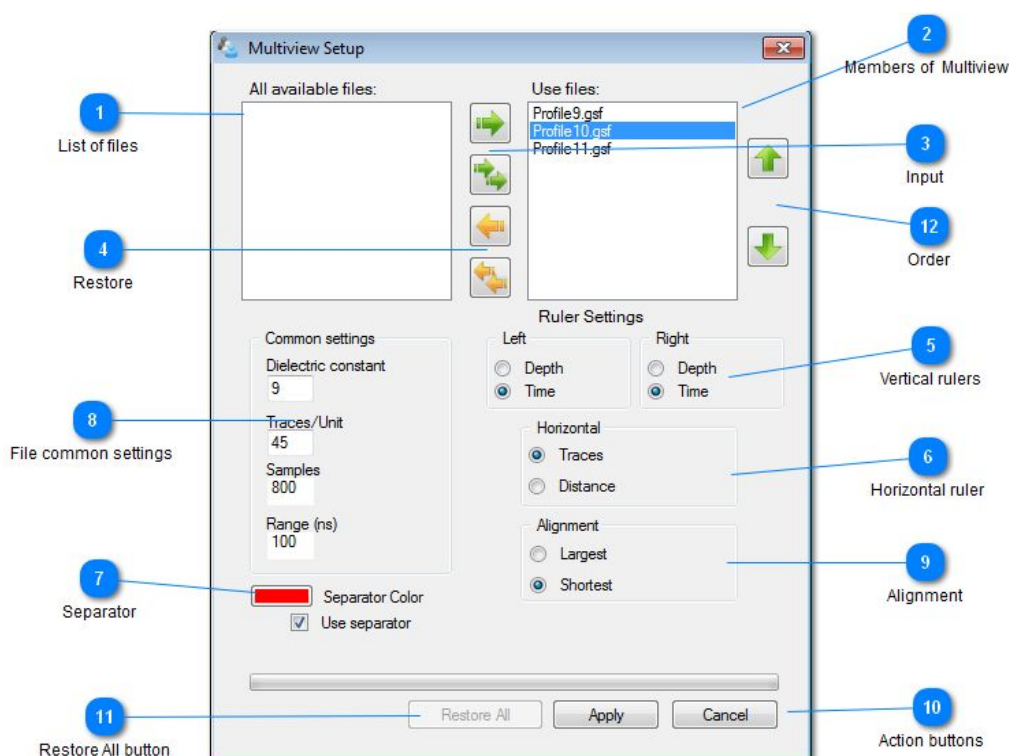 Multiview Setup
2
Members of Multiview
All available files:
Use files:
1
List of files
Profile9.gsf
Profile10.gsf
Profile11.gsf
3
Input
4
Restore
12
Order
Ruler Settings
Common settings
Dielectric constant
9
Traces/Unit
45
Samples
800
Range (ns)
100
Left
Depth
Time
Right
Depth
Time
5
Vertical rulers
8
File common settings
Horizontal
Traces
Distance
6
Horizontal ruler
Alignment
Largest
Shortest
9
Alignment
7
Separator
Separator Color
Use separator
11
Restore All button
Restore All
Apply
Cancel
10
Action buttons